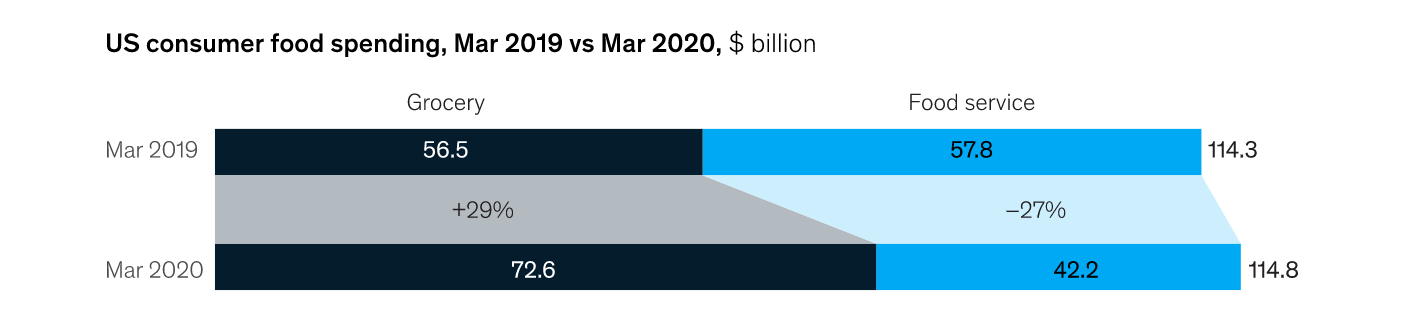 US consumer food spending, Mar 2019 vs Mar 2020, $ billion
Grocery Food service
Mar 2019 56.5 57.8 114.3
+29% –27%
Mar 2020 72.6 42.2 114.8